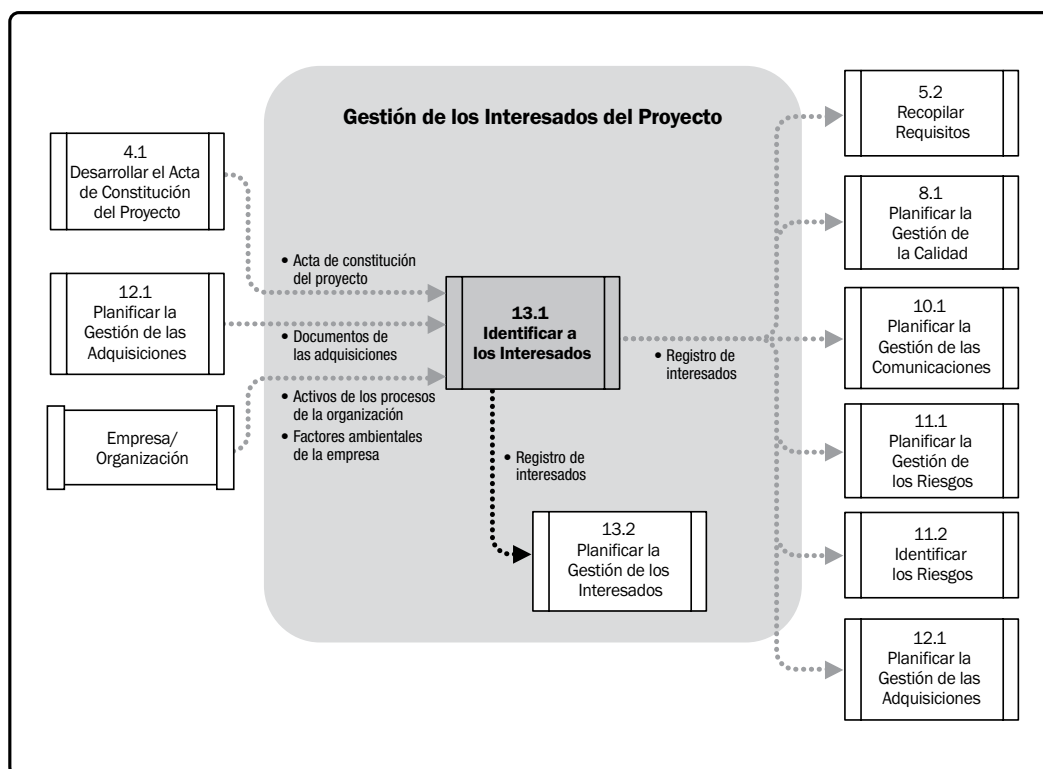 Gestión de los Interesados del Proyecto
4.1
Desarrollar el Acta
de Constitución
del Proyecto
12.1
Planificar la
Gestión de las
Adquisiciones
Empresa/
Organización
• Acta de constitución
del proyecto
• Documentos de
las adquisiciones
• Activos de los procesos
de la organización
• Factores ambientales
de la empresa
13.1
Identificar a
los Interesados
• Registro de
interesados
• Registro de
interesados
13.2
Planificar la
Gestión de los
Interesados
5.2
Recopilar
Requisitos
8.1
Planificar la
Gestión de
la Calidad
10.1
Planificar la
Gestión de las
Comunicaciones
11.1
Planificar la
Gestión de
los Riesgos
11.2
Identificar
los Riesgos
12.1
Planificar la
Gestión de las
Adquisiciones